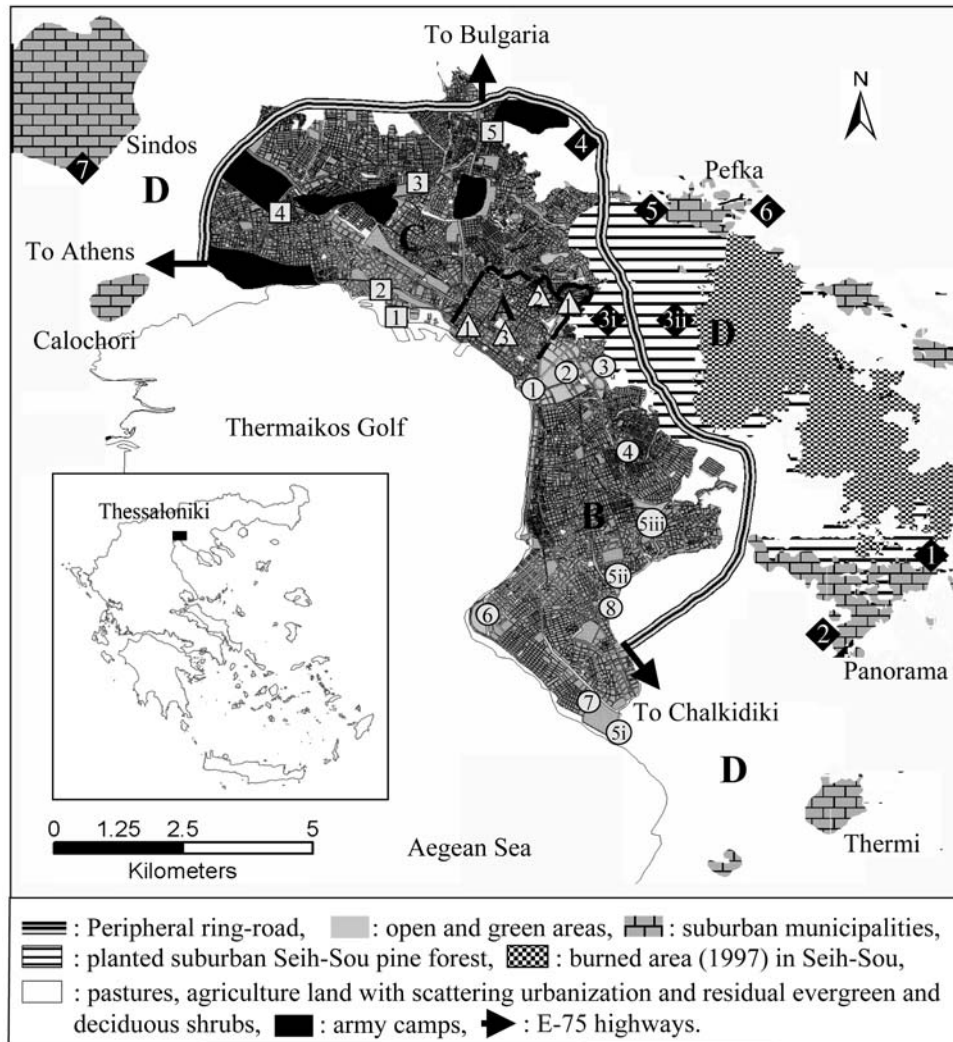 To Bulgaria
N
5
4
Sindos
Pefka
7
D
3
5
6
4
C
To Athens
2
A
2
1
1
1
3
3i
3ii
D
Calochori
2
3
1
Thermaikos Golf
4
Thessaloniki
B
5iii
1
5ii
6
8
2
Panorama
7
To Chalkidiki
5i
D
0 1.25 2.5 5
Kilometers
Aegean Sea
Thermi
: Peripheral ring-road, : open and green areas, : suburban municipalities,
: planted suburban Seih-Sou pine forest, : burned area (1997) in Seih-Sou,
: pastures, agriculture land with scattering urbanization and residual evergreen and
deciduous shrubs, : army camps, : E-75 highways.